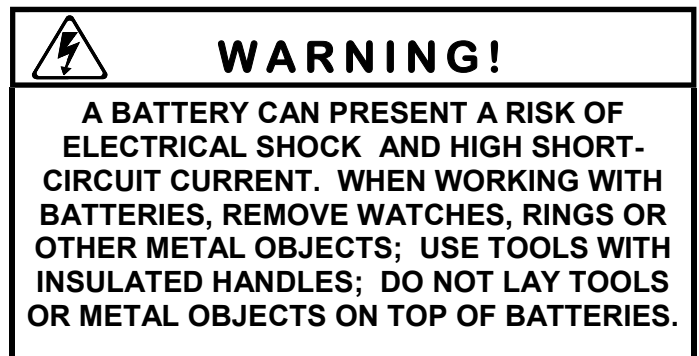 WARNING!
A BATTERY CAN PRESENT A RISK OF
ELECTRICAL SHOCK  AND HIGH SHORT-
CIRCUIT CURRENT.  WHEN WORKING WITH
BATTERIES, REMOVE WATCHES, RINGS OR
OTHER METAL OBJECTS;  USE TOOLS WITH
INSULATED HANDLES;  DO NOT LAY TOOLS
OR METAL OBJECTS ON TOP OF BATTERIES.